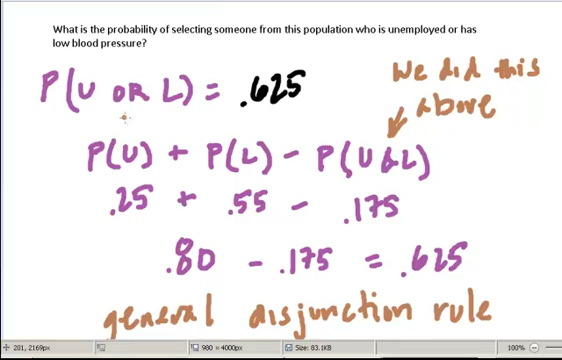 What is the probability of selecting someone from this population who is unemployed or has
low blood pressure?
P(U OR L) = .625
We did this
above
P(U) + P(L) - P(U & L)
.25 + .55 - .175
.80 - .175 = .625
general disjunction rule
201, 2169px
980 × 4000px
Size: 83.1KB
100%